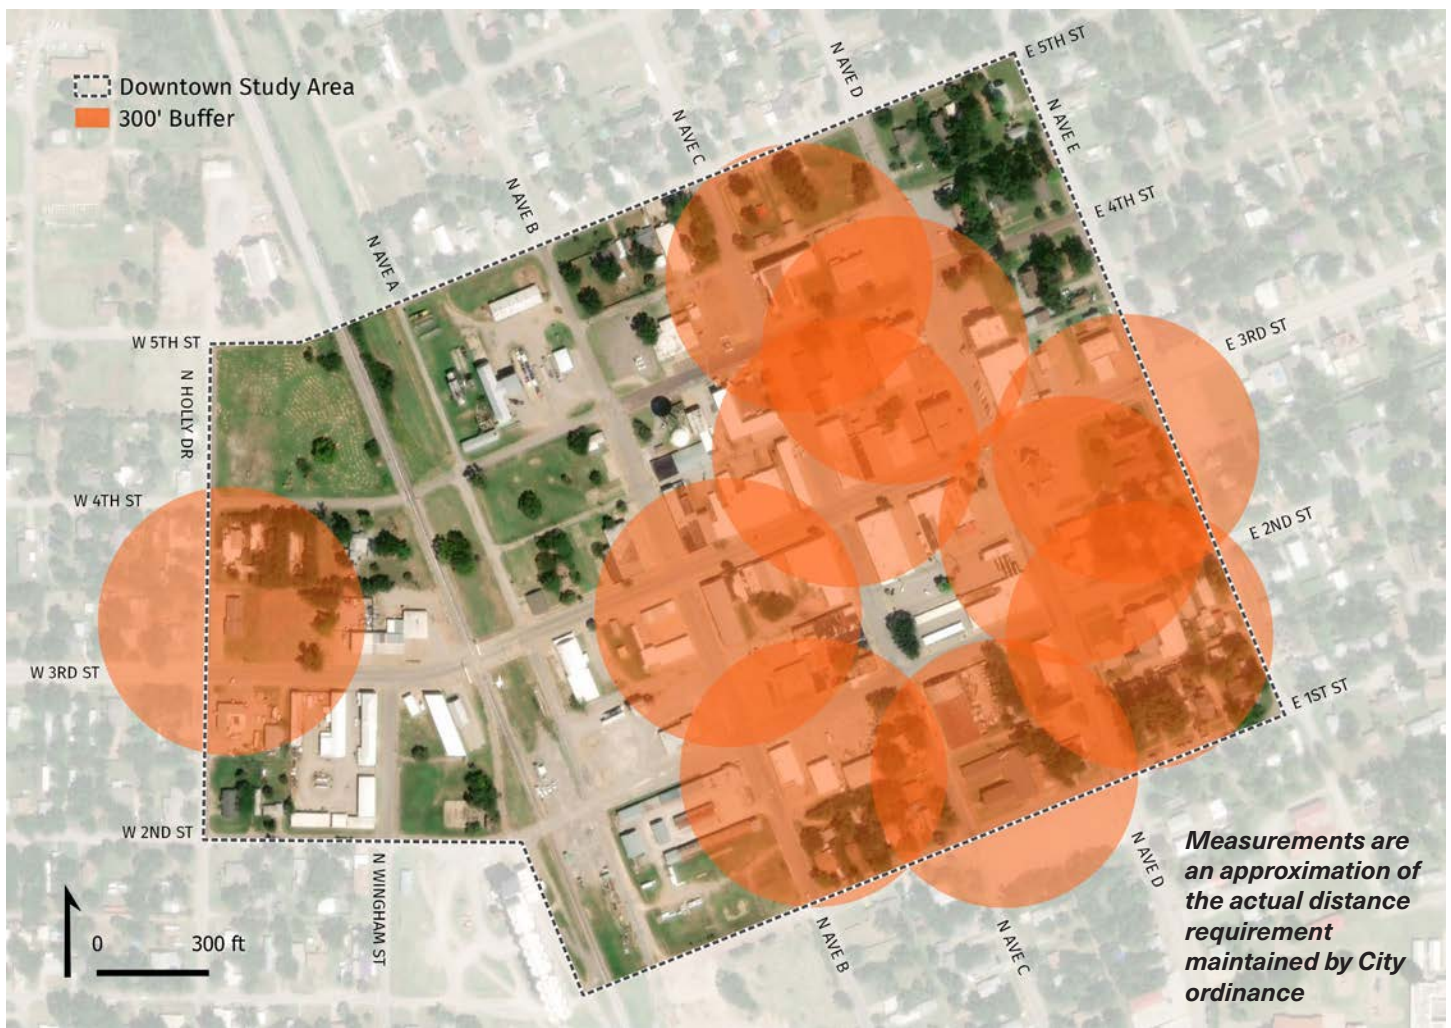 Downtown Study Area
300' Buffer
E 5TH ST
N AVE D
N AVE C
N AVE E
N AVE B
E 4TH ST
N AVE A
W 5TH ST
E 3RD ST
N HOLLY DR
W 4TH ST
E 2ND ST
W 3RD ST
E 1ST ST
W 2ND ST
N WINGHAM ST
N AVE B
N AVE C
N AVE D
0 300 ft
Measurements are
an approximation of
the actual distance
requirement
maintained by City
ordinance